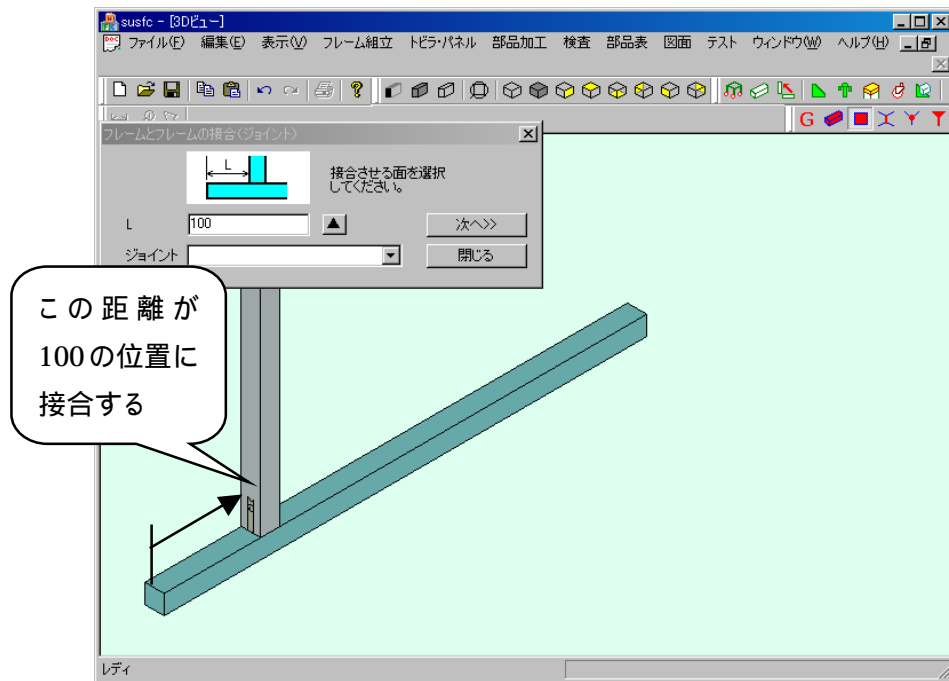 susfc - [3Dビュー]
ファイル(F) 編集(E) 表示(V) フレーム組立 トビラ・パネル 部品加工 検査 部品表 図面 テスト ウィンドウ(W) ヘルプ(H)
G
フレームとフレームの接合(ジョイント)
L
接合させる面を選択
してください。
L 100 次へ>>
ジョイント 閉じる
この距離が
100の位置に
接合する
レディ